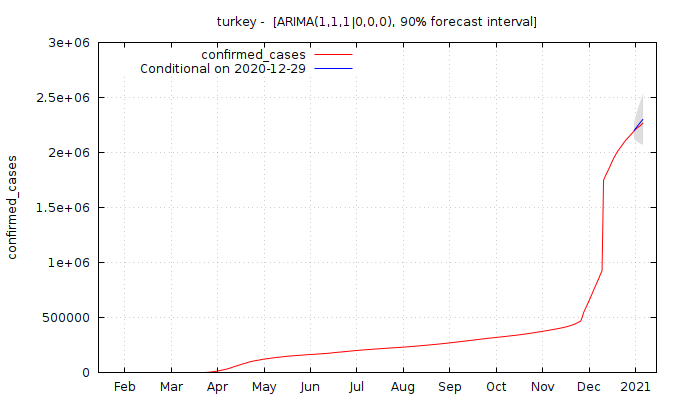 turkey -  [ARIMA(1,1,1|0,0,0), 90% forecast interval]
confirmed_cases
Conditional on 2020-12-29
3e+06
2.5e+06
2e+06
1.5e+06
1e+06
500000
0
confirmed_cases
Feb Mar Apr May Jun Jul Aug Sep Oct Nov Dec 2021